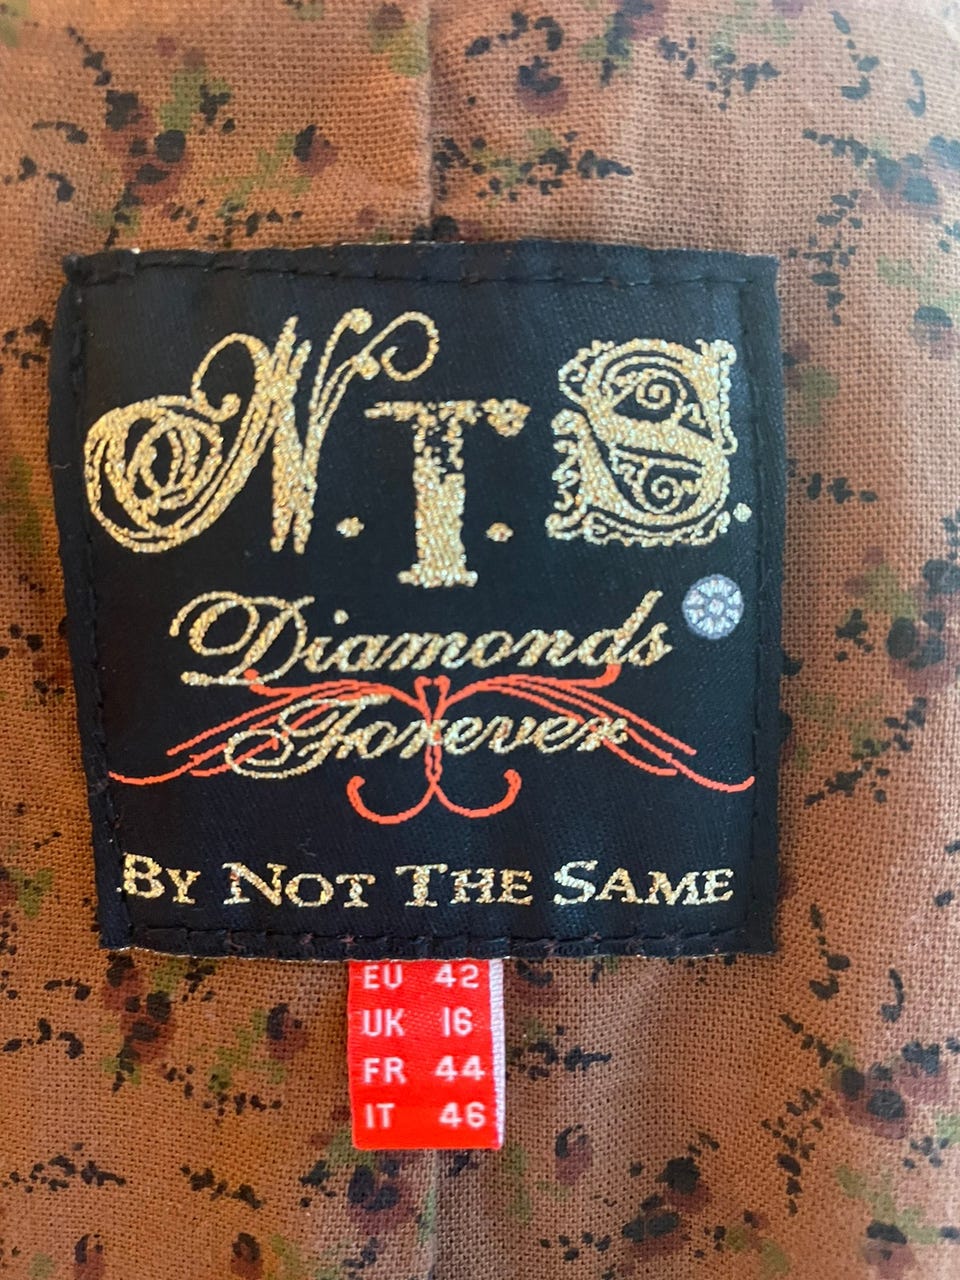 N.T.S.
Diamonds
Forever
By Not The Same
EU 42
UK 16
FR 44
IT 46